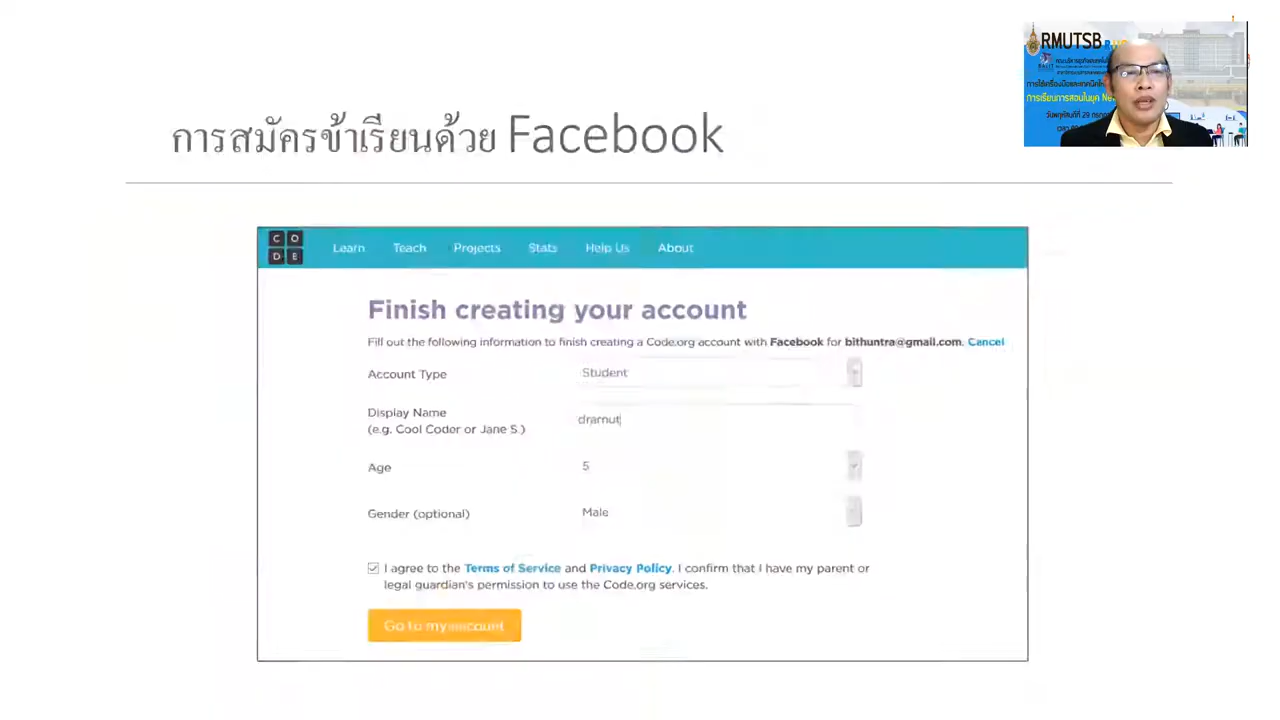 RMUTSB
การสมัครข้าเรียนด้วย Facebook
C O
D E
Learn Teach Projects Stats Help Us About
Finish creating your account
Fill out the following information to finish creating a Code.org account with Facebook for bithuntra@gmail.com. Cancel
Account Type Student
Display Name
(e.g. Cool Coder or Jane S.) drarnut
Age 5
Gender (optional) Male
I agree to the Terms of Service and Privacy Policy. I confirm that I have my parent or
legal guardian's permission to use the Code.org services.
Go to my account